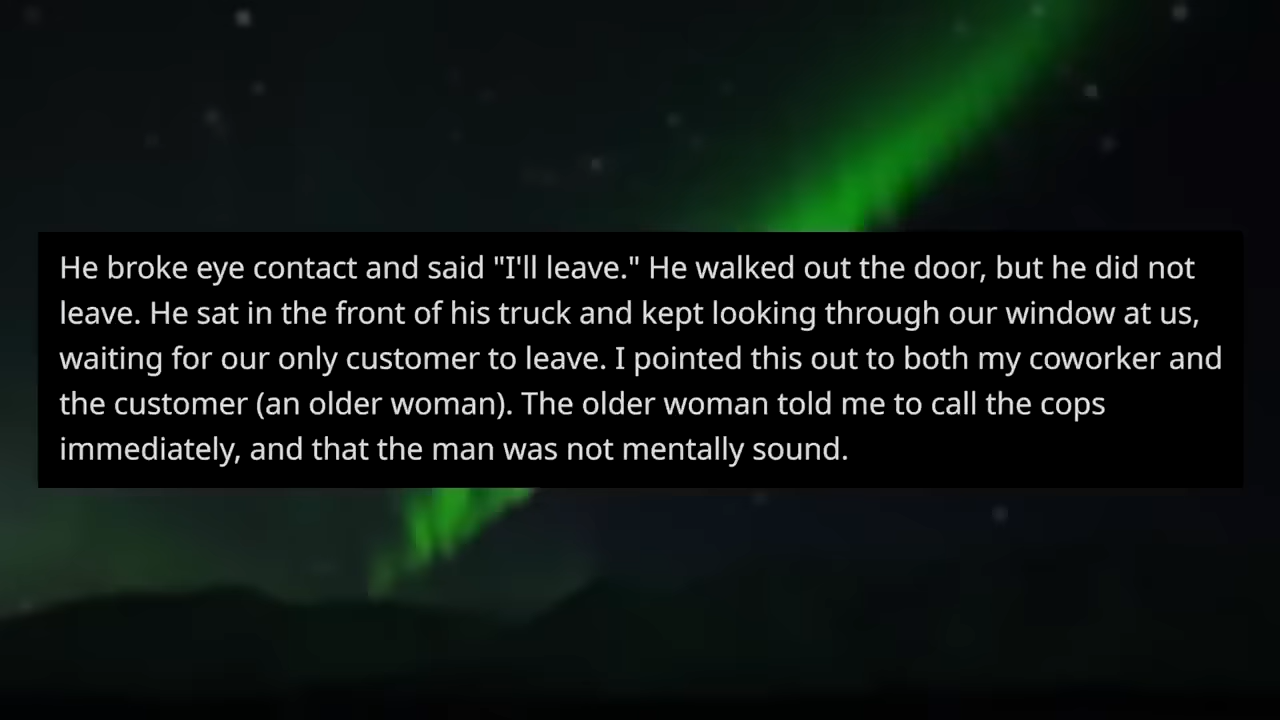 He broke eye contact and said "I'll leave." He walked out the door, but he did not
leave. He sat in the front of his truck and kept looking through our window at us,
waiting for our only customer to leave. I pointed this out to both my coworker and
the customer (an older woman). The older woman told me to call the cops
immediately, and that the man was not mentally sound.